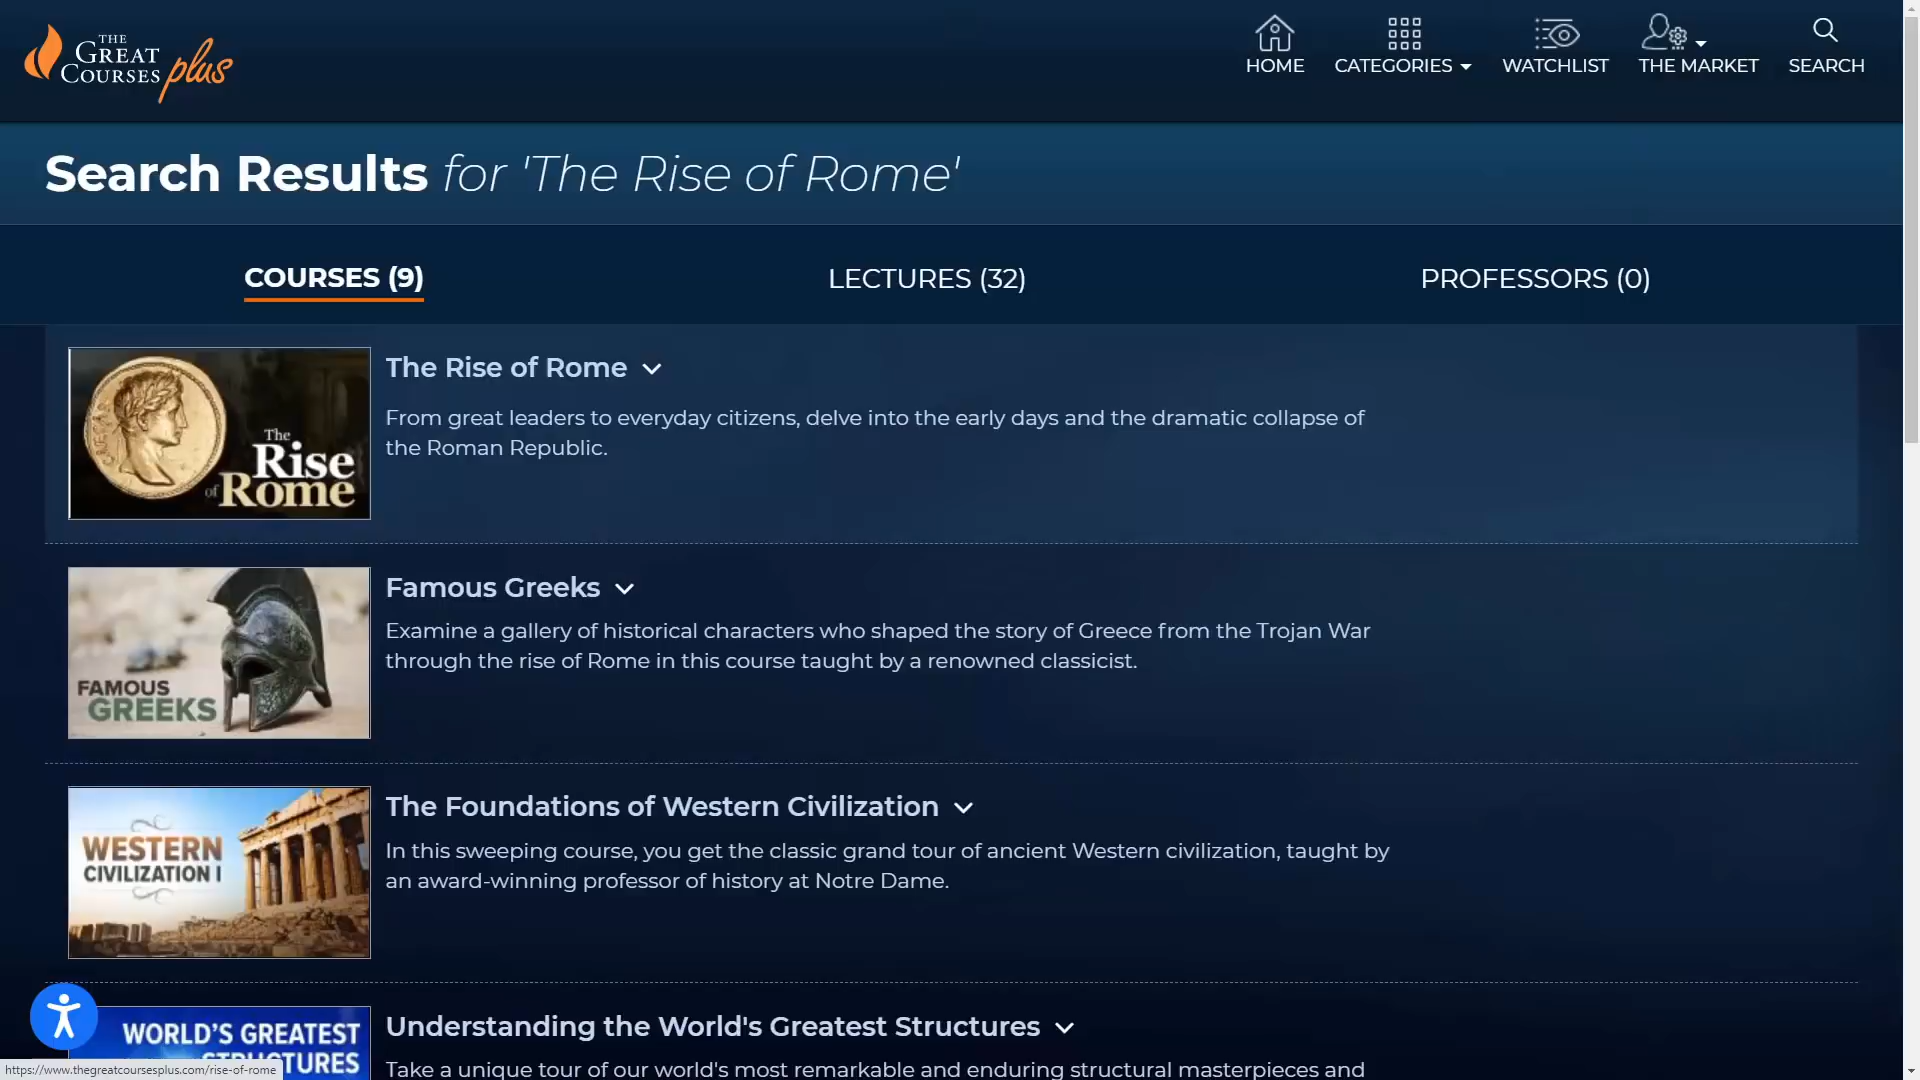 THE
GREAT
COURSES plus
HOME
CATEGORIES
WATCHLIST
THE MARKET
SEARCH
Search Results for 'The Rise of Rome'
COURSES (9)
LECTURES (32)
PROFESSORS (0)
CAESAR
The
Rise
of Rome
The Rise of Rome
From great leaders to everyday citizens, delve into the early days and the dramatic collapse of
the Roman Republic.
FAMOUS
GREEKS
Famous Greeks
Examine a gallery of historical characters who shaped the story of Greece from the Trojan War
through the rise of Rome in this course taught by a renowned classicist.
WESTERN
CIVILIZATION I
The Foundations of Western Civilization
In this sweeping course, you get the classic grand tour of ancient Western civilization, taught by
an award-winning professor of history at Notre Dame.
WORLD'S GREATEST
STRUCTURES
Understanding the World's Greatest Structures
Take a unique tour of our world's most remarkable and enduring structural masterpieces and
https://www.thegreatcoursesplus.com/rise-of-rome